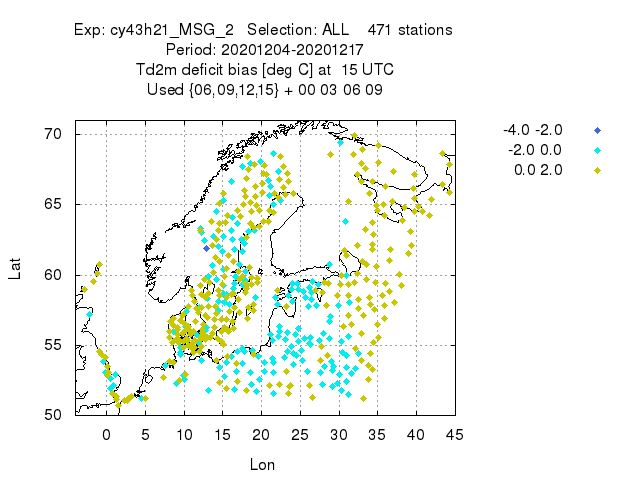 Exp: cy43h21_MSG_2   Selection: ALL    471 stations
Period: 20201204-20201217
Td2m deficit bias [deg C] at  15 UTC
Used {06,09,12,15} + 00 03 06 09
-4.0 -2.0
-2.0 0.0
0.0 2.0
70
65
60
55
50
Lat
0 5 10 15 20 25 30 35 40 45
Lon